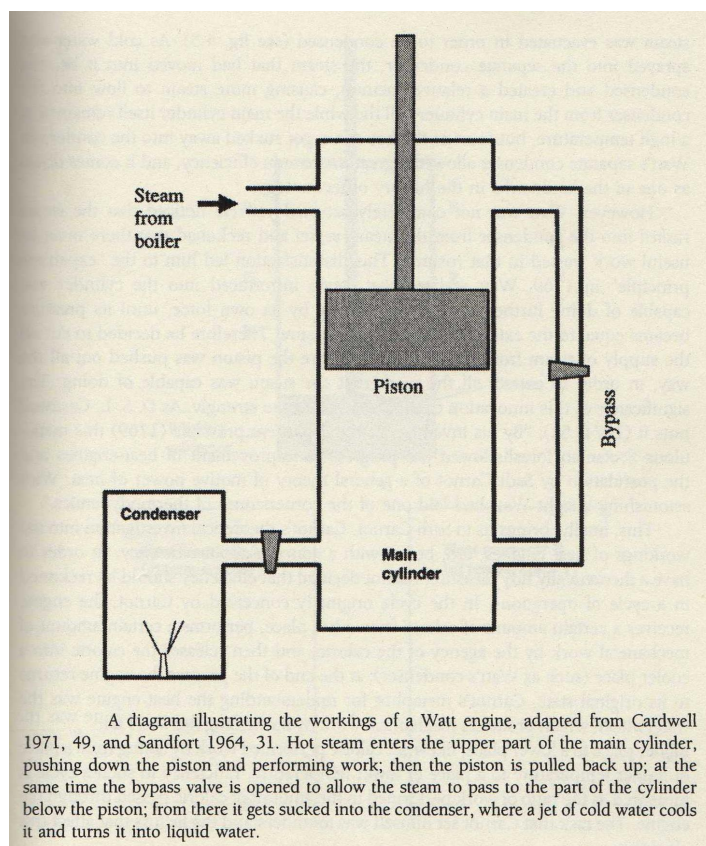 Steam
from
boiler
Piston
Bypass
Condenser
Main
cylinder
A diagram illustrating the workings of a Watt engine, adapted from Cardwell
1971, 49, and Sandfort 1964, 31. Hot steam enters the upper part of the main cylinder,
pushing down the piston and performing work; then the piston is pulled back up; at the
same time the bypass valve is opened to allow the steam to pass to the part of the cylinder
below the piston; from there it gets sucked into the condenser, where a jet of cold water cools
it and turns it into liquid water.